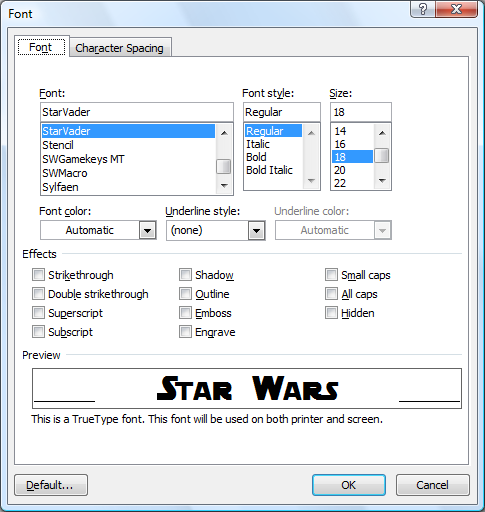 Font
Font Character Spacing
Font: Font style: Size:
StarVader Regular 18
StarVader Regular 14
Stencil Italic 16
SWGamekeys MT Bold 18
SWMacro Bold Italic 20
Sylfaen 22
Font color: Underline style: Underline color:
Automatic (none) Automatic
Effects
Strikethrough Shadow Small caps
Double strikethrough Outline All caps
Superscript Emboss Hidden
Subscript Engrave
Preview
Star Wars
This is a TrueType font. This font will be used on both printer and screen.
Default... OK Cancel